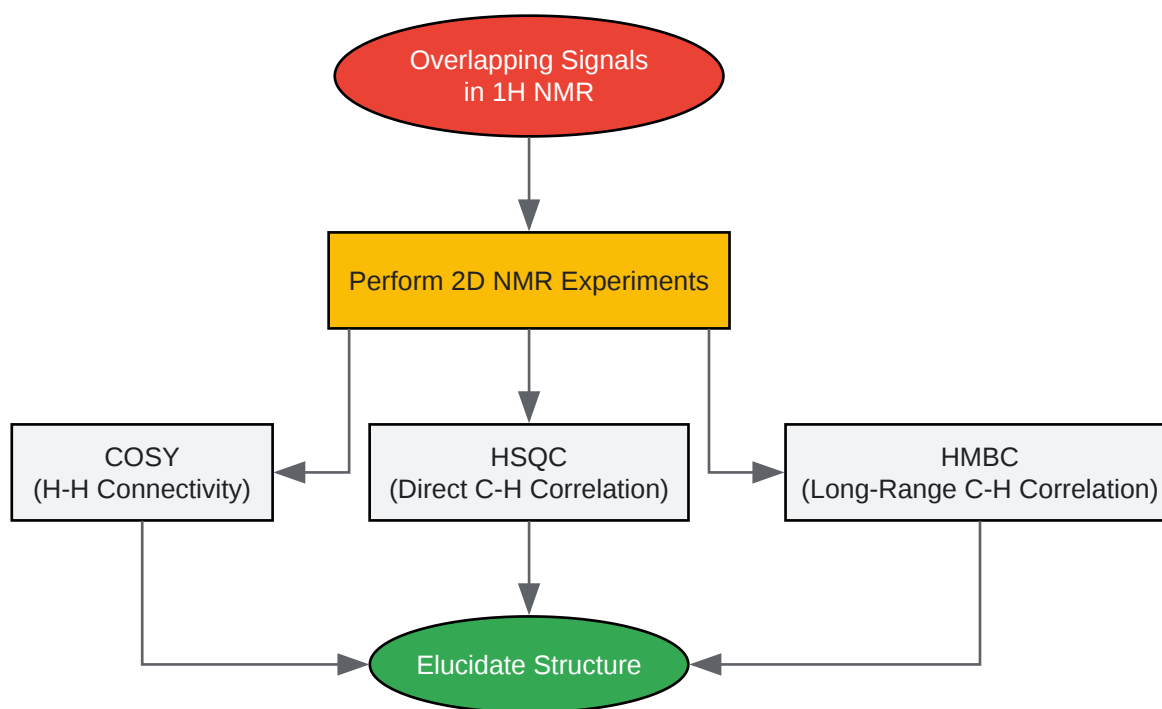 Overlapping Signals
in 1H NMR
Perform 2D NMR Experiments
COSY
(H-H Connectivity)
HSQC
(Direct C-H Correlation)
HMBC
(Long-Range C-H Correlation)
Elucidate Structure